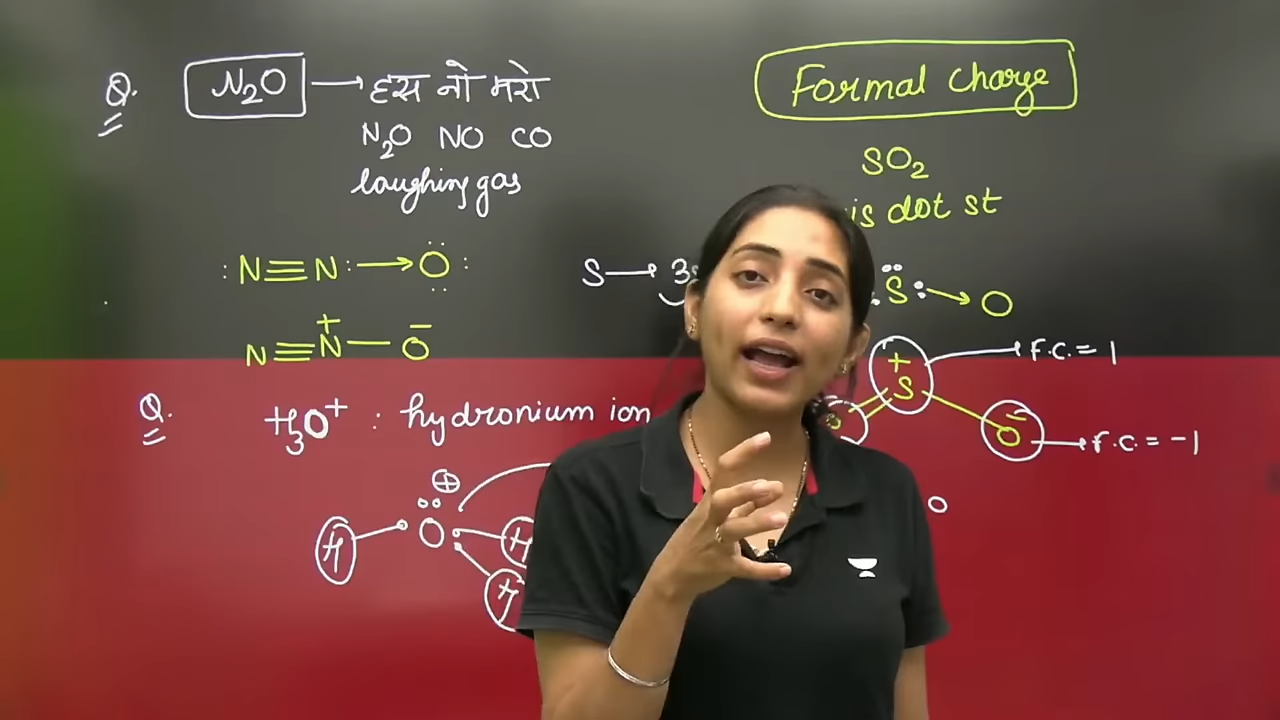 Q. N₂O → हस नो मरो
N₂O NO CO
laughing gas
:N≡N:→O:
N≡N⁺—O⁻
Q. H₃O⁺ : hydronium ion
⊕
H O H
H
Formal Charge
SO₂
is dot st
S → 3s
S: → O
+ S → f.c. = 1
O O⁻ → f.c. = -1
o